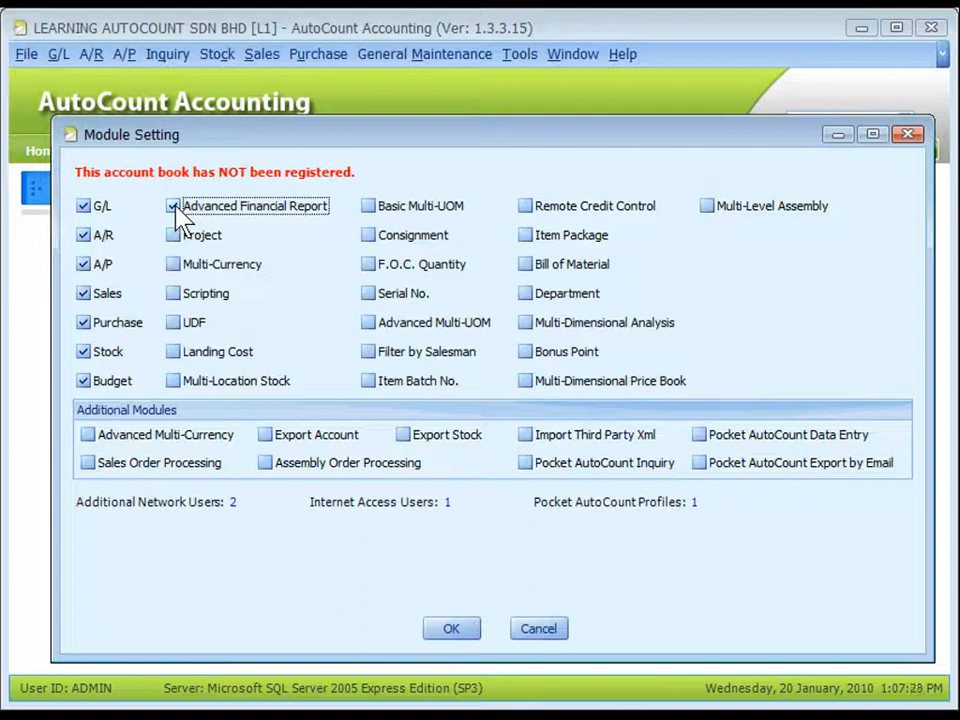 LEARNING AUTOCOUNT SDN BHD [L1] - AutoCount Accounting (Ver: 1.3.3.15)
File G/L A/R A/P Inquiry Stock Sales Purchase General Maintenance Tools Window Help
AutoCount Accounting
Module Setting
This account book has NOT been registered.
G/L Advanced Financial Report Basic Multi-UOM Remote Credit Control Multi-Level Assembly
A/R Project Consignment Item Package
A/P Multi-Currency F.O.C. Quantity Bill of Material
Sales Scripting Serial No. Department
Purchase UDF Advanced Multi-UOM Multi-Dimensional Analysis
Stock Landing Cost Filter by Salesman Bonus Point
Budget Multi-Location Stock Item Batch No. Multi-Dimensional Price Book
Additional Modules
Advanced Multi-Currency Export Account Export Stock Import Third Party Xml Pocket AutoCount Data Entry
Sales Order Processing Assembly Order Processing Pocket AutoCount Inquiry Pocket AutoCount Export by Email
Additional Network Users: 2 Internet Access Users: 1 Pocket AutoCount Profiles: 1
OK Cancel
User ID: ADMIN Server: Microsoft SQL Server 2005 Express Edition (SP3) Wednesday, 20 January, 2010 1:07:28 PM